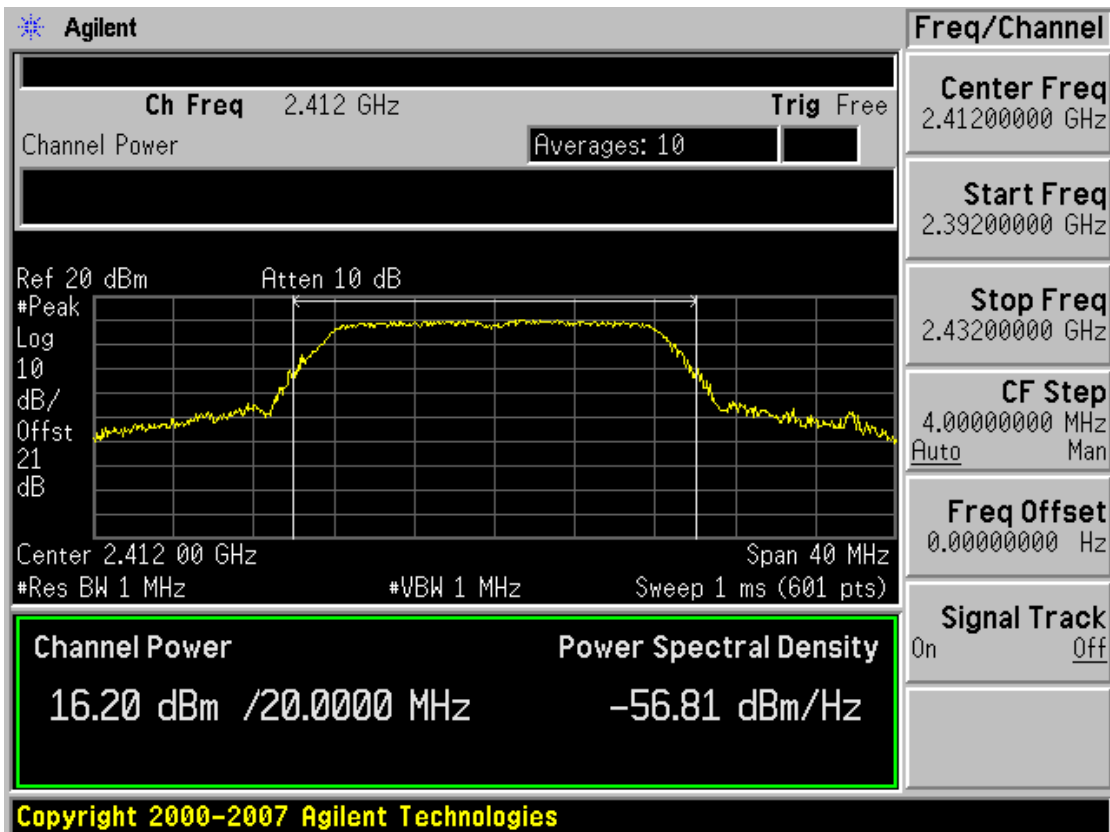 Agilent
Ch Freq 2.412 GHz Trig Free
Channel Power Averages: 10
Ref 20 dBm Atten 10 dB
#Peak
Log
10
dB/
Offst
21
dB
Center 2.412 00 GHz Span 40 MHz
#Res BW 1 MHz #VBW 1 MHz Sweep 1 ms (601 pts)
Channel Power Power Spectral Density
16.20 dBm /20.0000 MHz -56.81 dBm/Hz
Copyright 2000-2007 Agilent Technologies
Freq/Channel
Center Freq
2.41200000 GHz
Start Freq
2.39200000 GHz
Stop Freq
2.43200000 GHz
CF Step
4.00000000 MHz
Auto Man
Freq Offset
0.00000000 Hz
Signal Track
On Off